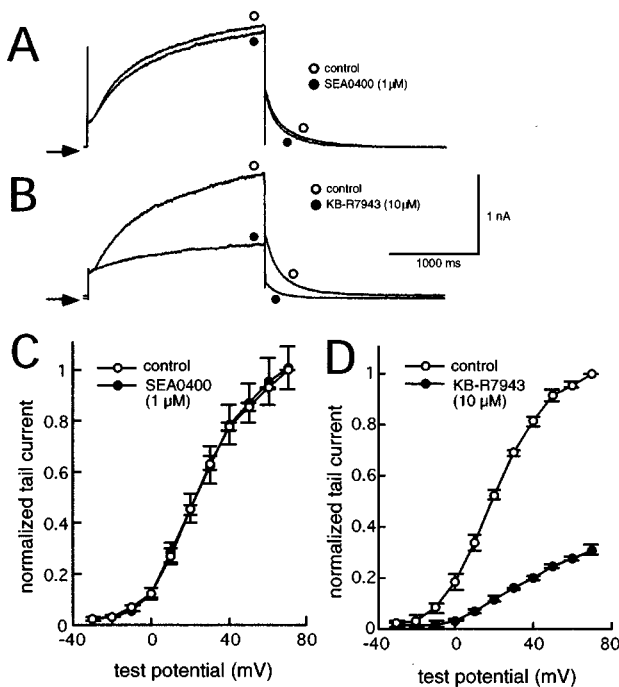 A
control
SEA0400 (1µM)
B
control
KB-R7943 (10µM)
1 nA
1000 ms
C
control
SEA0400
(1 µM)
normalized tail current
1
0.8
0.6
0.4
0.2
0
-40
0
40
80
test potential (mV)
D
control
KB-R7943
(10 µM)
normalized tail current
1
0.8
0.6
0.4
0.2
0
-40
0
40
80
test potential (mV)